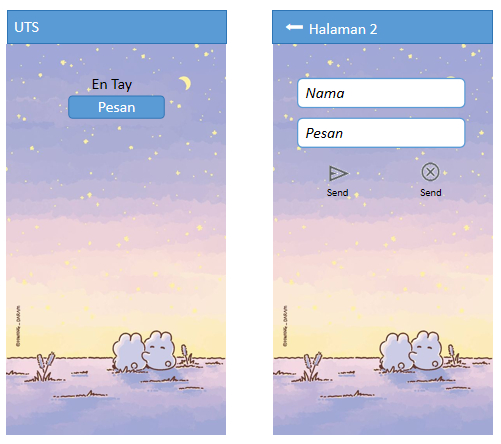 UTS
En Tay
Pesan
Halaman 2
Nama
Pesan
Send
Send